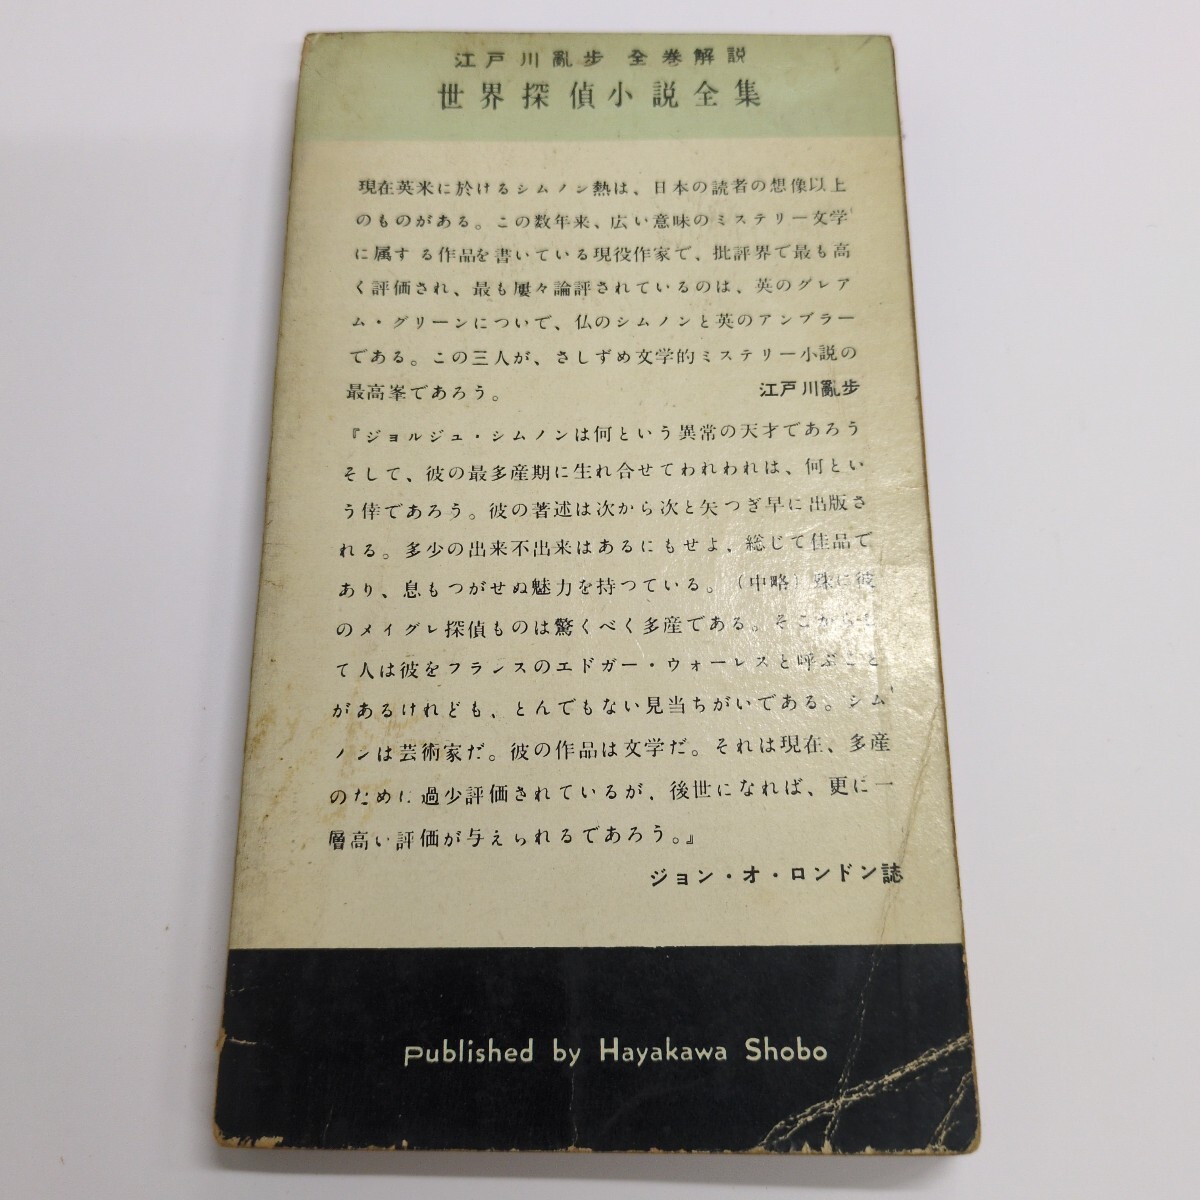 江戸川亂歩 全巻解説
世界探偵小説全集
現在英米に於けるシムノン熱は、日本の読者の想像以上
のものがある。この数年来、広い意味のミステリー文学
に属する作品を書いている現役作家で、批評界で最も高
く評価され、最も屢々論評されているのは、英のグレア
ム・グリーンについで、仏のシムノンと英のアンブラー
である。この三人が、さしずめ文学的ミステリー小説の
最高峯であろう。 江戸川亂歩
『ジョルジュ・シムノンは何という異常の天才であろう
そして、彼の最多産期に生れ合せてわれわれは、何とい
う倖であろう。彼の著述は次から次と矢つぎ早に出版さ
れる。多少の出来不出来はあるにもせよ、総じて佳品で
あり、息もつがせぬ魅力を持つている。（中略）殊に彼
のメイグレ探偵ものは驚くべく多産である。そこからし
て人は彼をフランスのエドガー・ウォーレスと呼ぶこと
があるけれども、とんでもない見当ちがいである。シム
ノンは芸術家だ。彼の作品は文学だ。それは現在、多産
のために過少評価されているが、後世になれば、更に一
層高い評価が与えられるであろう。』
ジョン・オ・ロンドン誌
Published by Hayakawa Shobo